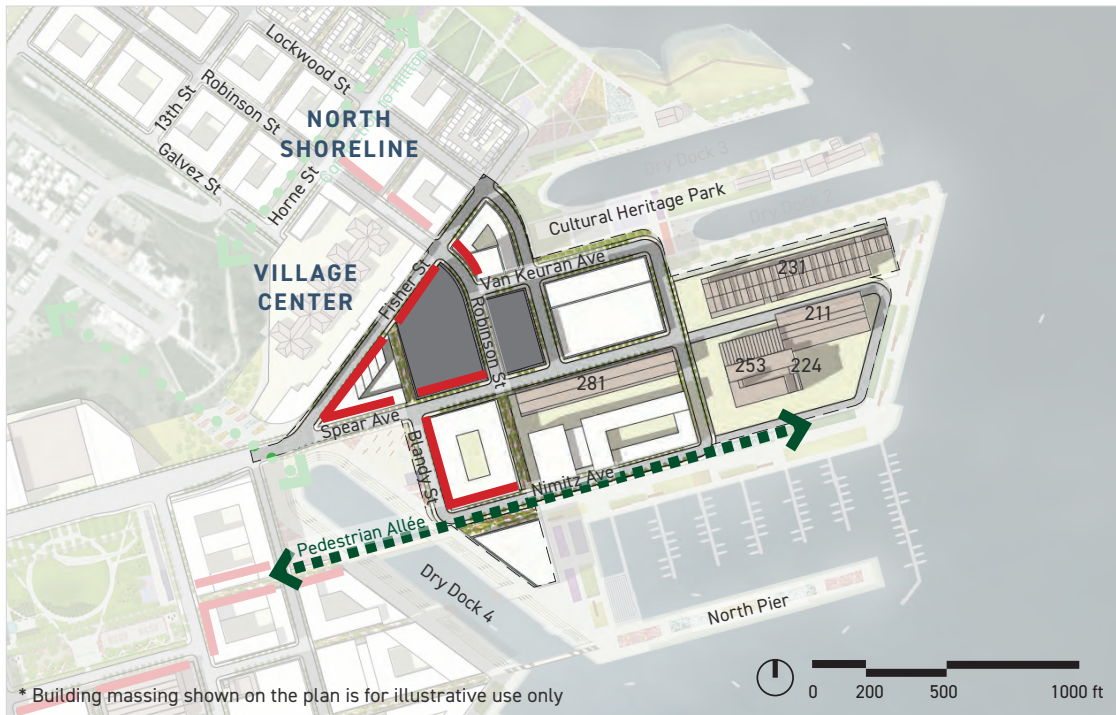 Lockwood St
Robinson St
13th St
Galvez St
Horne St
NORTH
SHORELINE
Dry Dock 3
Dry Dock 2
Cultural Heritage Park
VILLAGE
CENTER
Fisher St
Van Keuran Ave
Robinson St
231
211
253
224
281
Spear Ave
Blandy St
Nimitz Ave
Pedestrian Allée
Dry Dock 4
North Pier
* Building massing shown on the plan is for illustrative use only
0 200 500 1000 ft